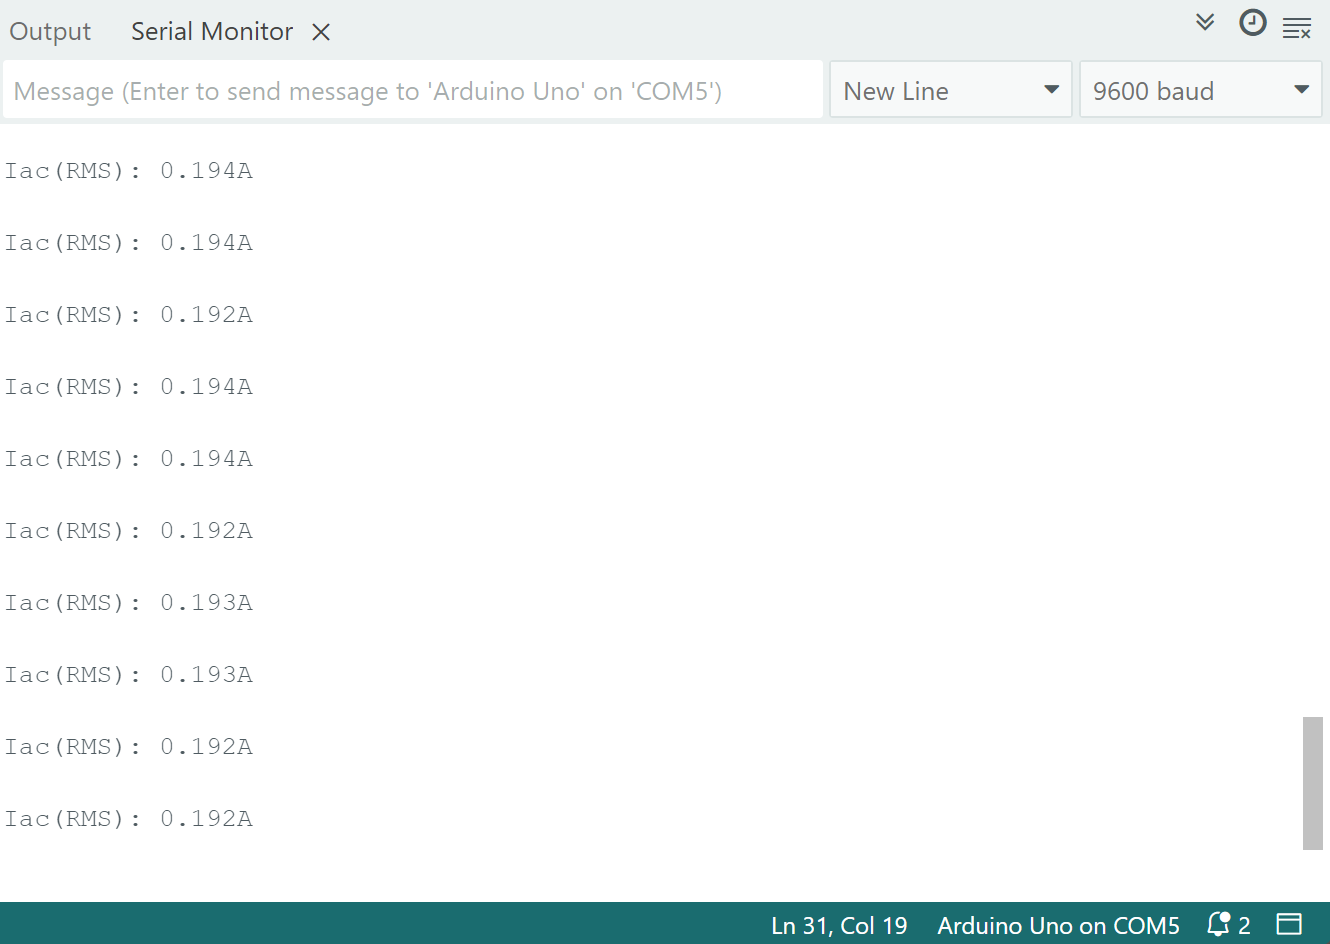 Output Serial Monitor
Message (Enter to send message to 'Arduino Uno' on 'COM5') New Line 9600 baud
Iac(RMS): 0.194A
Iac(RMS): 0.194A
Iac(RMS): 0.192A
Iac(RMS): 0.194A
Iac(RMS): 0.194A
Iac(RMS): 0.192A
Iac(RMS): 0.193A
Iac(RMS): 0.193A
Iac(RMS): 0.192A
Iac(RMS): 0.192A
Ln 31, Col 19 Arduino Uno on COM5 2